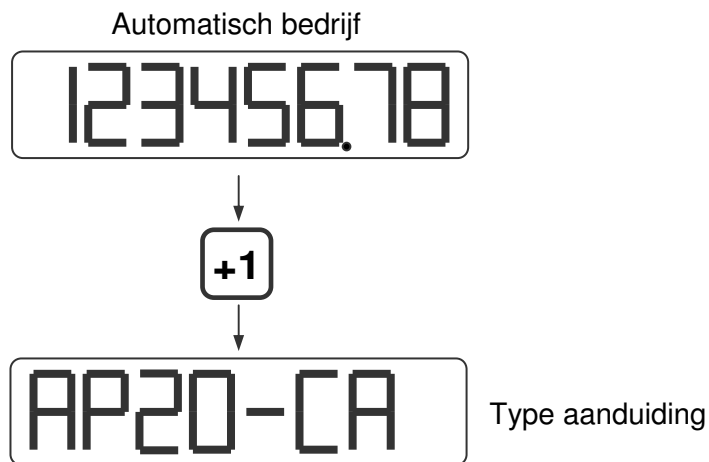 Automatisch bedrijf
123456.78
+1
AP20-CA
Type aanduiding